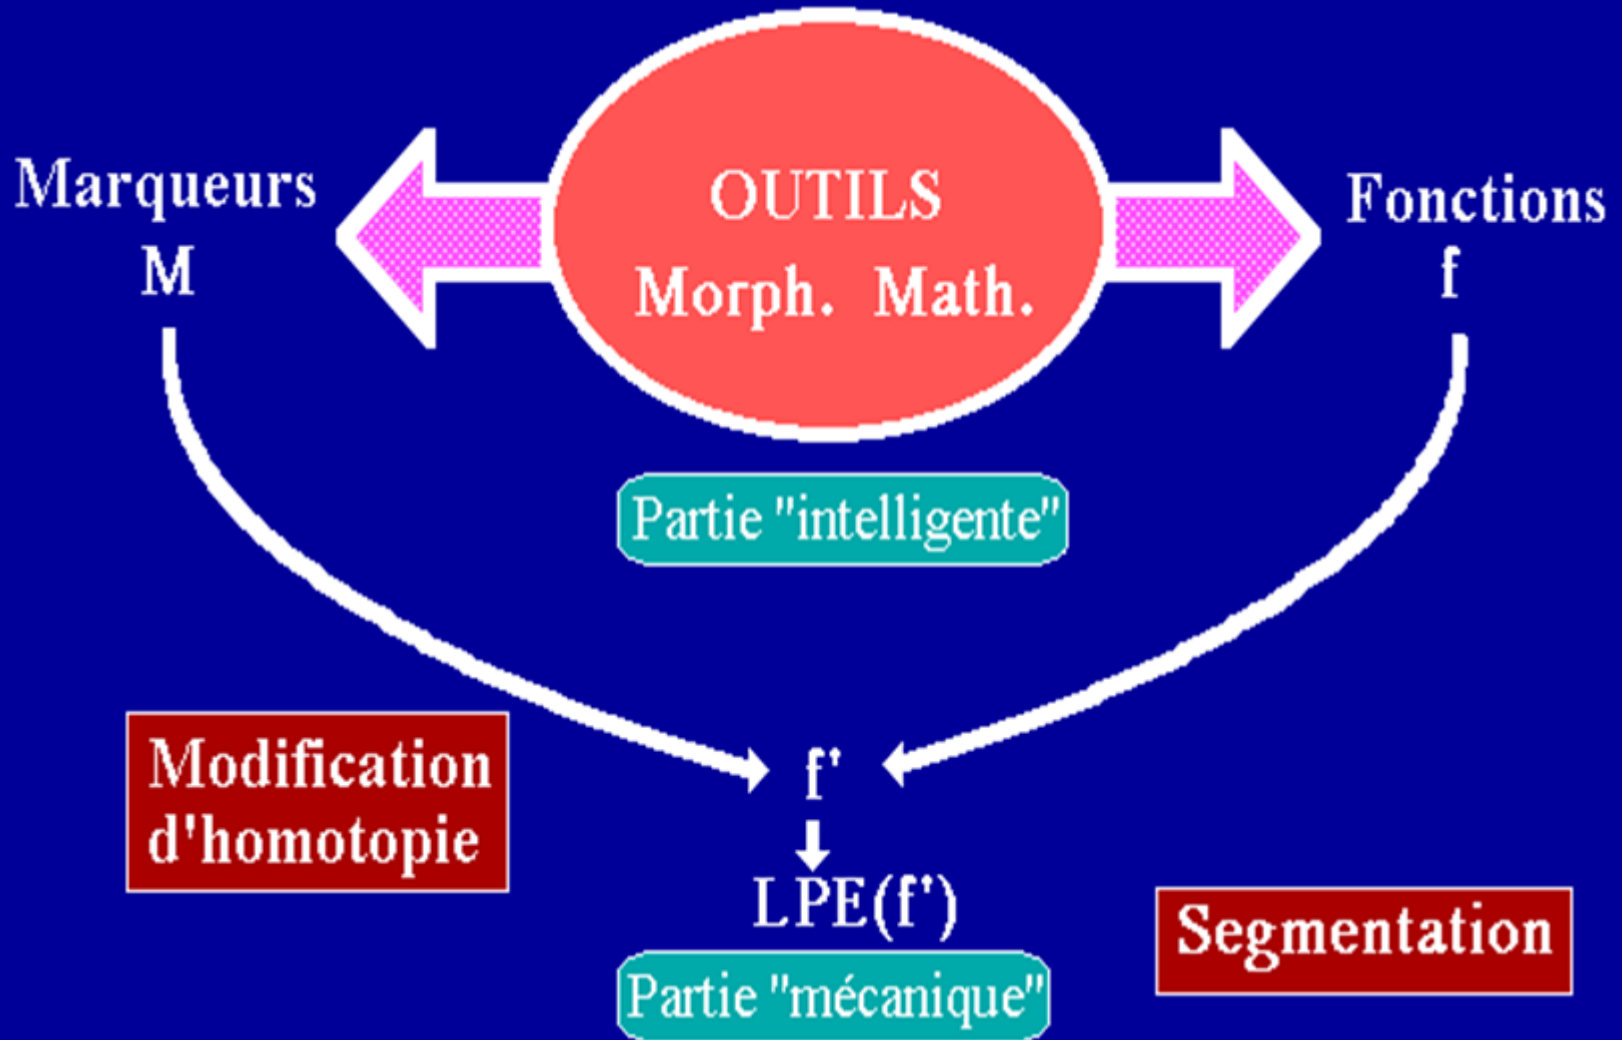 Marqueurs
M
OUTILS
Morph. Math.
Fonctions
f
Partie "intelligente"
Modification
d'homotopie
f'
LPE(f')
Partie "mécanique"
Segmentation